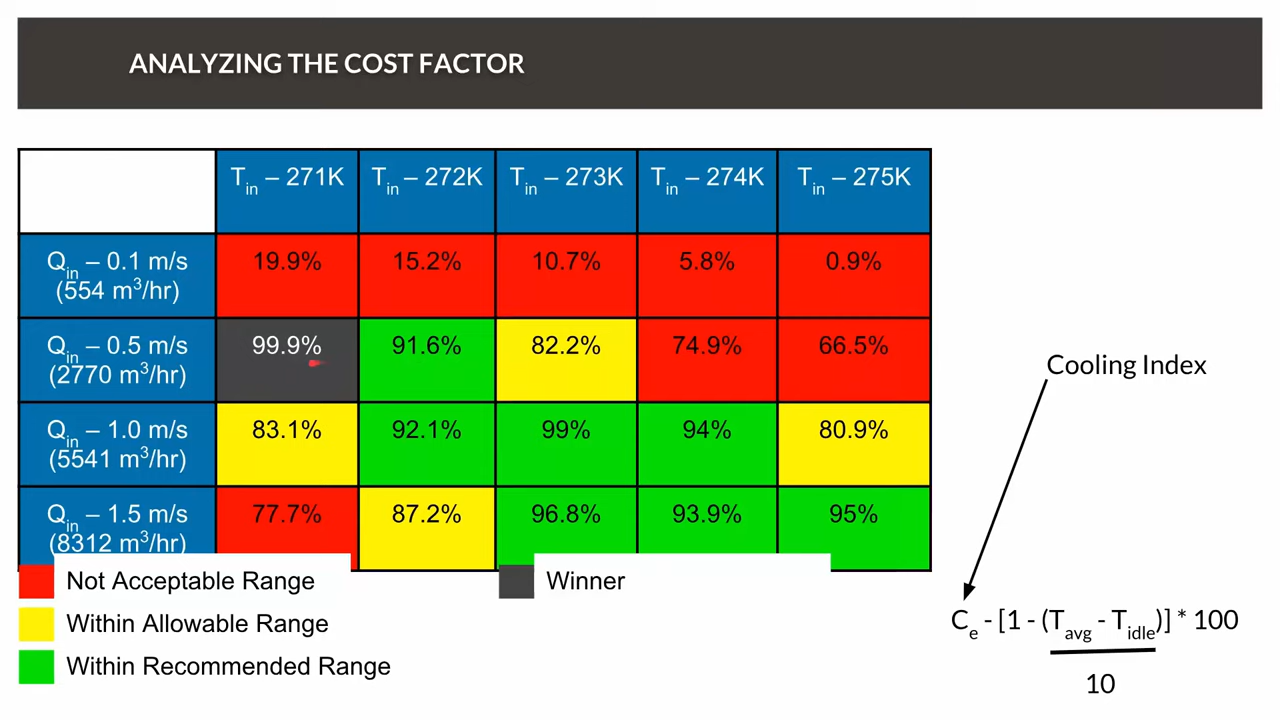 ANALYZING THE COST FACTOR
Tin – 271K Tin – 272K Tin – 273K Tin – 274K Tin – 275K
Qin – 0.1 m/s 19.9% 15.2% 10.7% 5.8% 0.9%
(554 m³/hr)
Qin – 0.5 m/s 99.9% 91.6% 82.2% 74.9% 66.5%
(2770 m³/hr)
Qin – 1.0 m/s 83.1% 92.1% 99% 94% 80.9%
(5541 m³/hr)
Qin – 1.5 m/s 77.7% 87.2% 96.8% 93.9% 95%
(8312 m³/hr)
Not Acceptable Range
Winner
Within Allowable Range
Within Recommended Range
Cooling Index
Ce - [1 - (Tavg - Tidle)] * 100
10